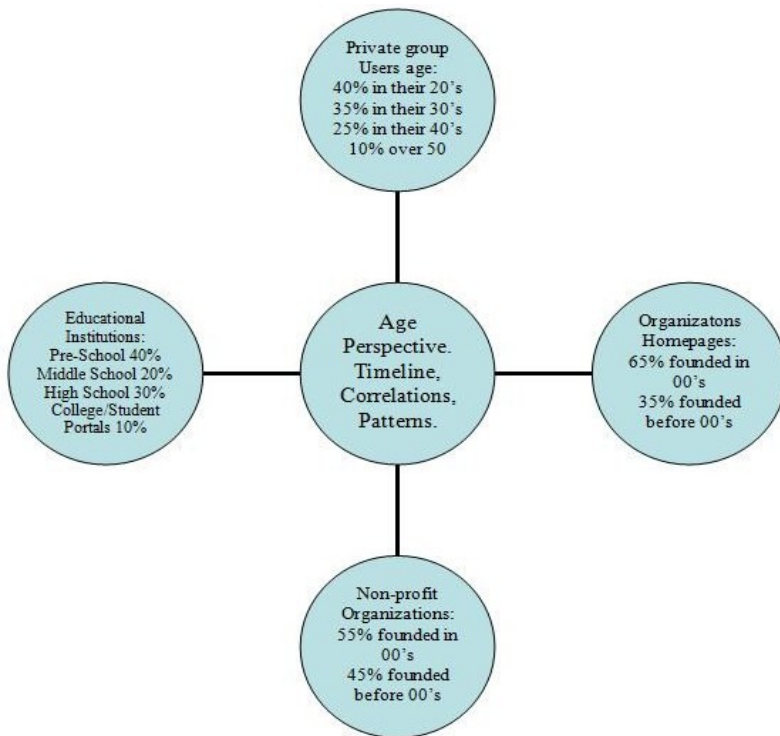 Private group
Users age:
40% in their 20’s
35% in their 30’s
25% in their 40’s
10% over 50
Educational
Institutions:
Pre-School 40%
Middle School 20%
High School 30%
College/Student
Portals 10%
Age
Perspective.
Timeline,
Correlations,
Patterns.
Organizatons
Homepages:
65% founded in
00’s
35% founded
before 00’s
Non-profit
Organizations:
55% founded in
00’s
45% founded
before 00’s